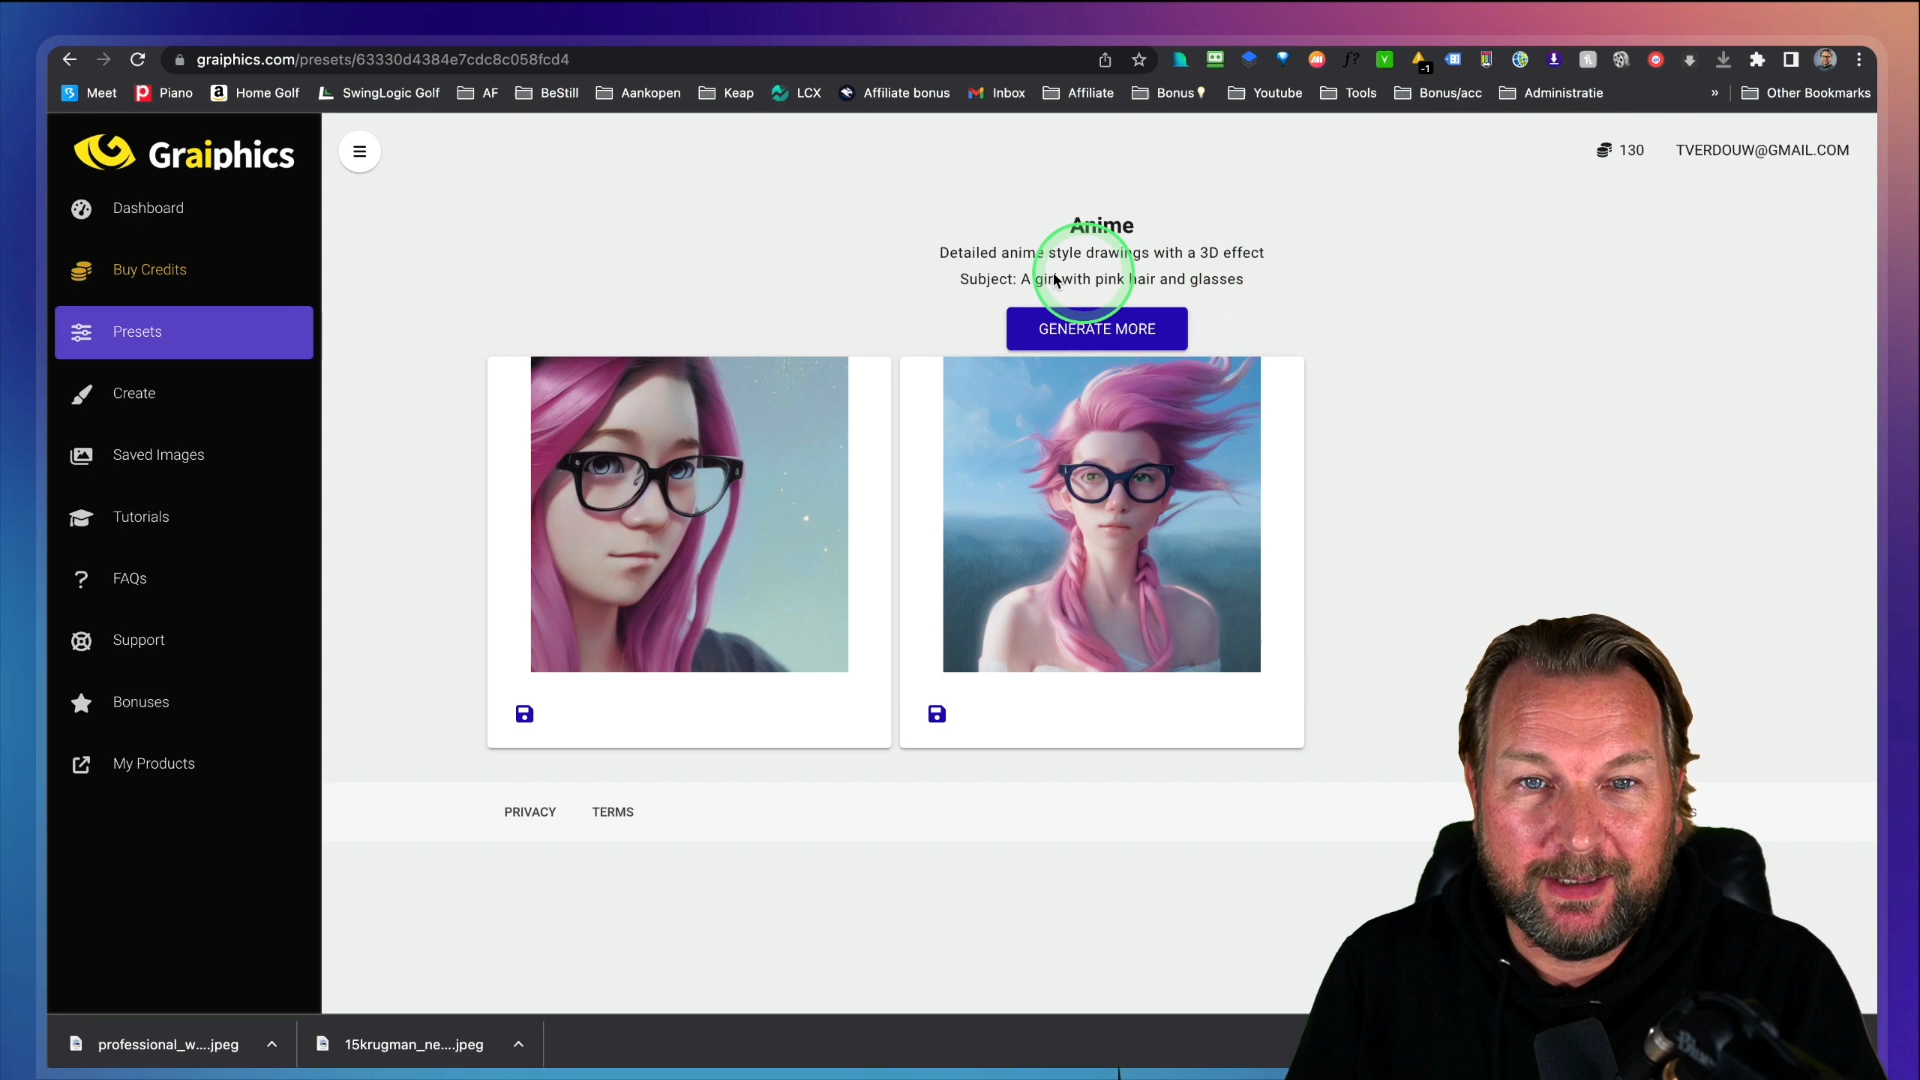 graiphics.com/presets/63330d4384e7cdc8c058fcd4
-1
Meet Piano Home Golf SwingLogic Golf AF BeStill Aankopen Keap LCX Affiliate bonus Inbox Affiliate Bonus Youtube Tools Bonus/acc Administratie » Other Bookmarks
Graiphics
130 TVERDOUW@GMAIL.COM
Dashboard
Buy Credits
Presets
Create
Saved Images
Tutorials
FAQs
Support
Bonuses
My Products
Anime
Detailed anime style drawings with a 3D effect
Subject: A girl with pink hair and glasses
GENERATE MORE
PRIVACY TERMS
professional_w....jpeg 15krugman_ne....jpeg